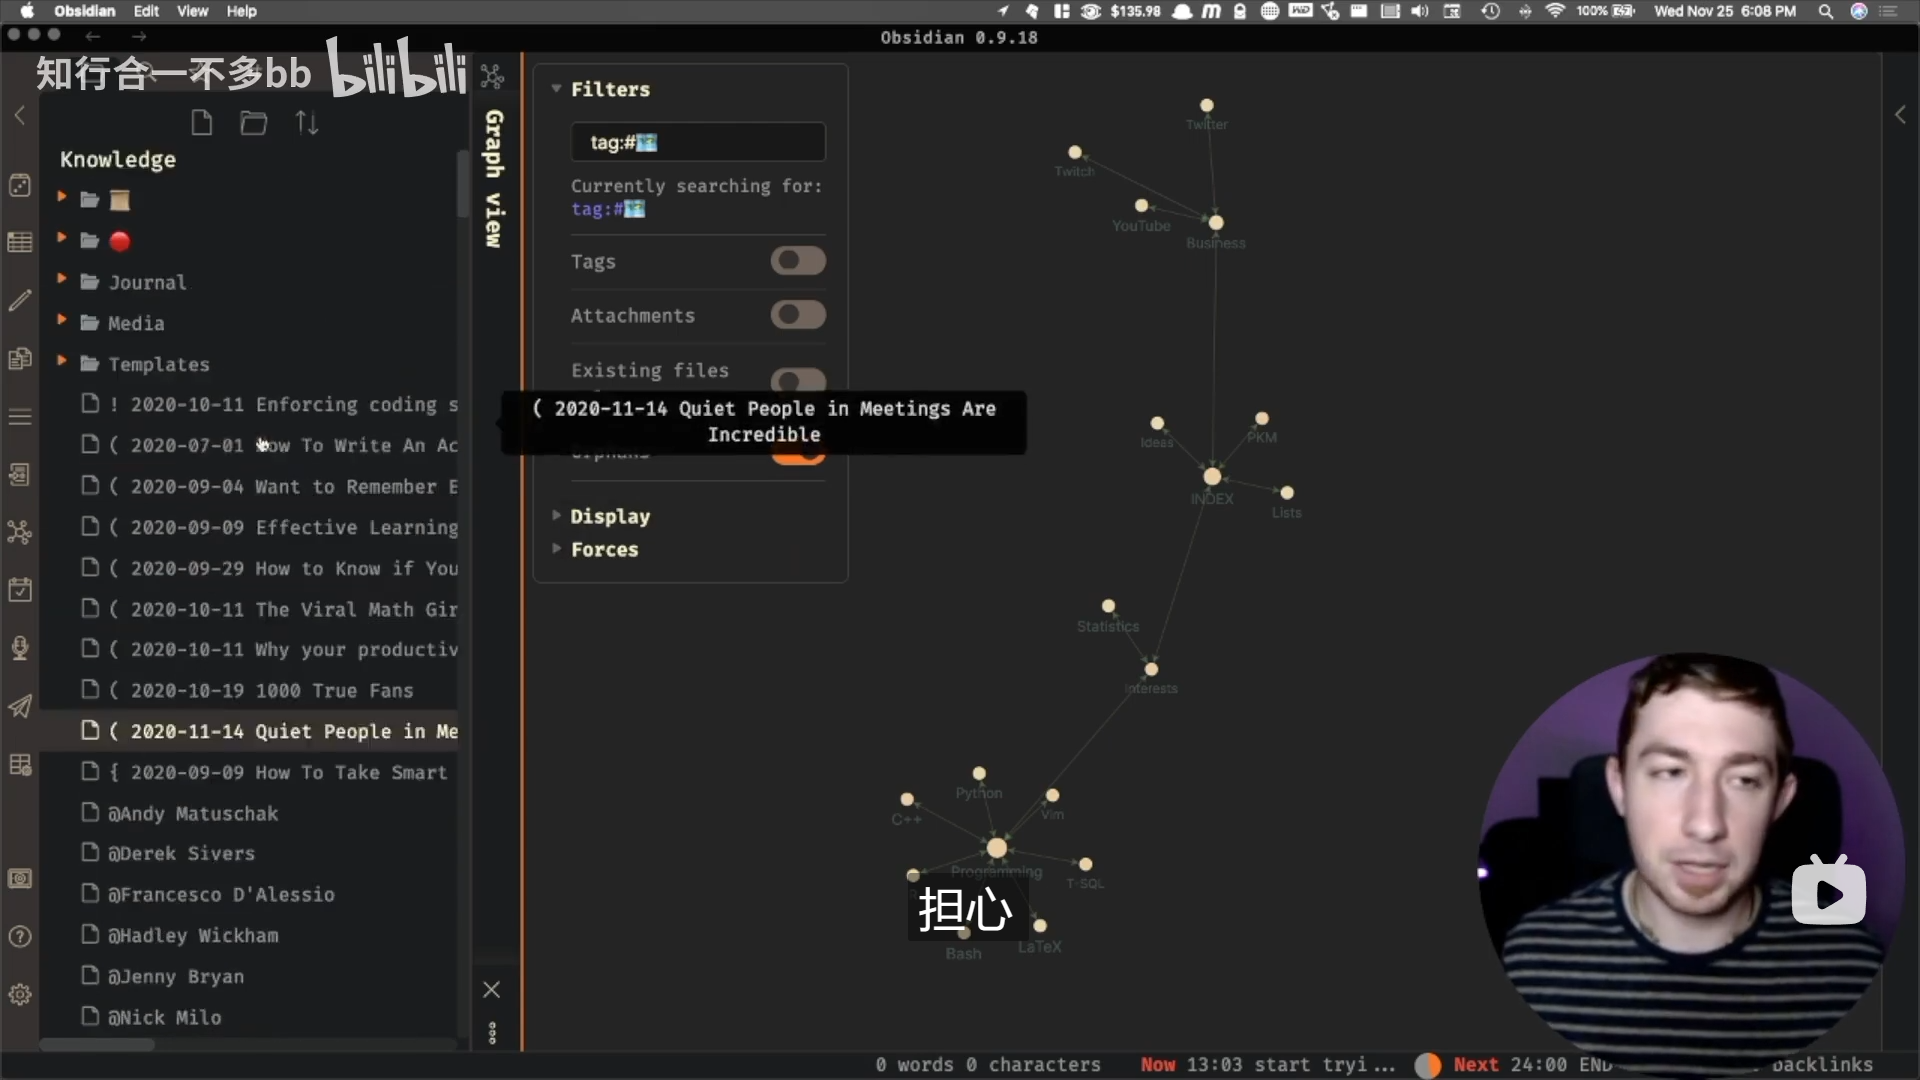 Obsidian Edit View Help
$135.98
100%
Wed Nov 25 6:08 PM
Obsidian 0.9.18
知行合一不多bb bilibili
Graph view
Knowledge
Journal
Media
Templates
! 2020-10-11 Enforcing coding s
( 2020-07-01 How To Write An Ac
( 2020-09-04 Want to Remember E
( 2020-09-09 Effective Learning
( 2020-09-29 How to Know if You
( 2020-10-11 The Viral Math Gir
( 2020-10-11 Why your productiv
( 2020-10-19 1000 True Fans
( 2020-11-14 Quiet People in Me
{ 2020-09-09 How To Take Smart
@Andy Matuschak
@Derek Sivers
@Francesco D'Alessio
@Hadley Wickham
@Jenny Bryan
@Nick Milo
Filters
tag:#🗺️
Currently searching for:
tag:#🗺️
Tags
Attachments
Existing files
( 2020-11-14 Quiet People in Meetings Are
Incredible
Orphans
Display
Forces
Twitter
Twitch
YouTube
Business
Ideas
PKM
INDEX
Lists
Statistics
Interests
Python
C++
Vim
Programming
T-SQL
Bash
LaTeX
担心
0 words 0 characters
Now 13:03 start tryi...
Next 24:00 END
backlinks